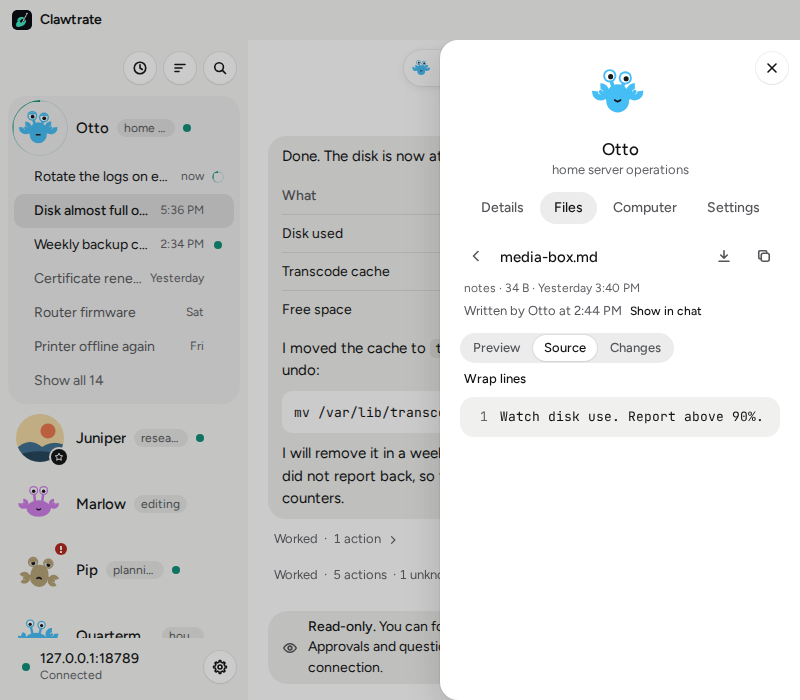 Clawtrate
Otto home ...
Rotate the logs on e... now
Disk almost full o... 5:36 PM
Weekly backup c... 2:34 PM
Certificate rene... Yesterday
Router firmware Sat
Printer offline again Fri
Show all 14
Juniper resea...
Marlow editing
Pip planni...
Quarterm hou
127.0.0.1:18789
Connected
Done. The disk is now at
What
Disk used
Transcode cache
Free space
I moved the cache to
undo:
mv /var/lib/transc
I will remove it in a
did not report back, so
counters.
Worked · 1 action
Worked · 5 actions · 1
Read-only. You can
Approvals and
connection.
Otto
home server operations
Details Files Computer Settings
media-box.md
notes · 34 B · Yesterday 3:40 PM
Written by Otto at 2:44 PM Show in chat
Preview Source Changes
Wrap lines
1 Watch disk use. Report above 90%.